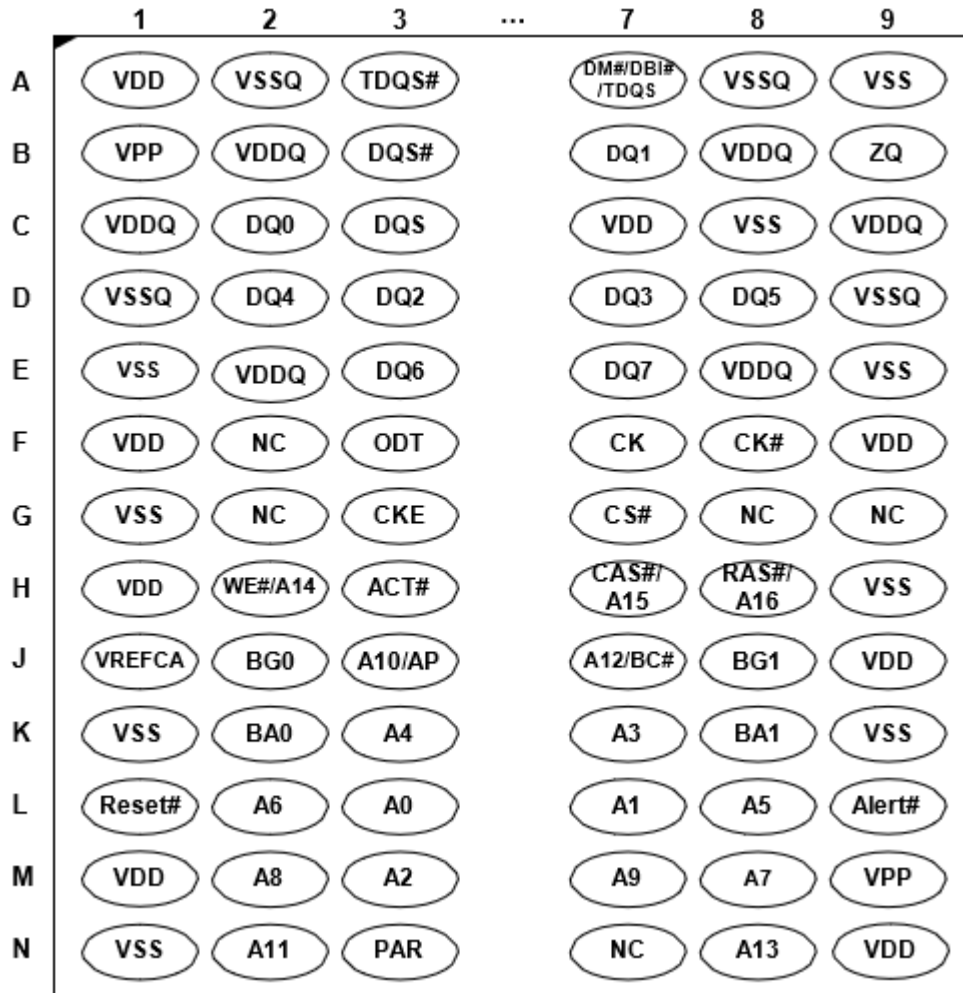 1 2 3 ... 7 8 9
A VDD VSSQ TDQS# DM#/DBI# /TDQS VSSQ VSS
B VPP VDDQ DQS# DQ1 VDDQ ZQ
C VDDQ DQ0 DQS VDD VSS VDDQ
D VSSQ DQ4 DQ2 DQ3 DQ5 VSSQ
E VSS VDDQ DQ6 DQ7 VDDQ VSS
F VDD NC ODT CK CK# VDD
G VSS NC CKE CS# NC NC
H VDD WE#/A14 ACT# CAS#/ A15 RAS#/ A16 VSS
J VREFCA BG0 A10/AP A12/BC# BG1 VDD
K VSS BA0 A4 A3 BA1 VSS
L Reset# A6 A0 A1 A5 Alert#
M VDD A8 A2 A9 A7 VPP
N VSS A11 PAR NC A13 VDD